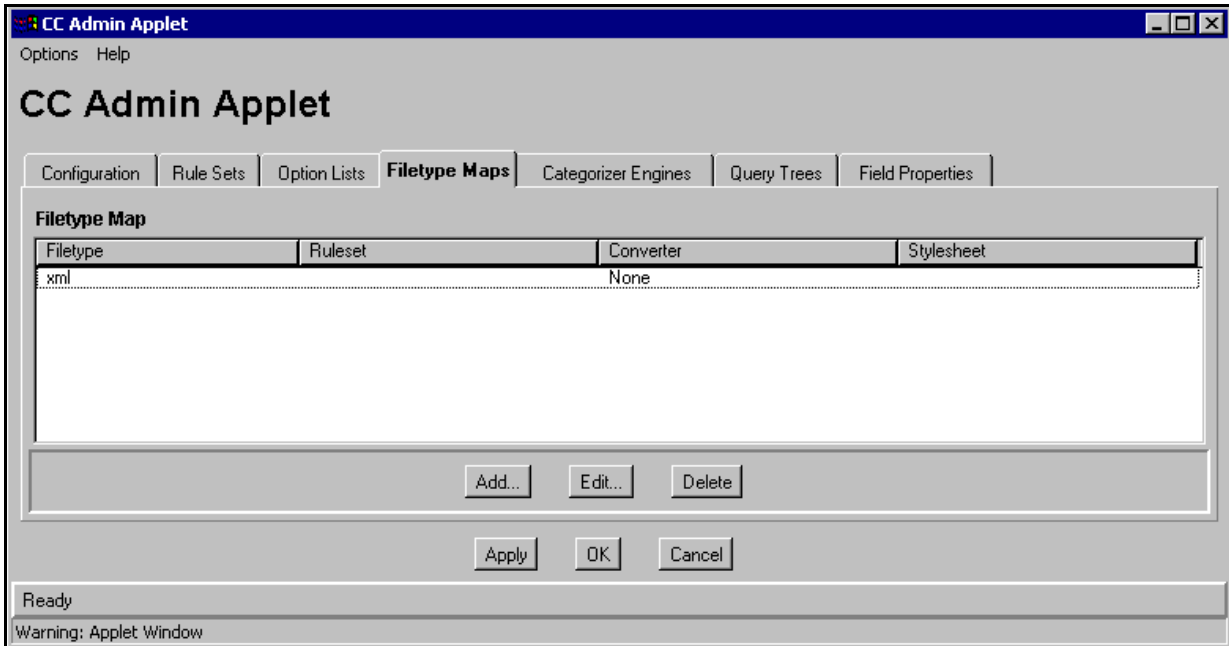 CC Admin Applet
Options Help
CC Admin Applet
Configuration Rule Sets Option Lists Filetype Maps Categorizer Engines Query Trees Field Properties
Filetype Map
Filetype Ruleset Converter Stylesheet
xml None
Add... Edit... Delete
Apply OK Cancel
Ready
Warning: Applet Window